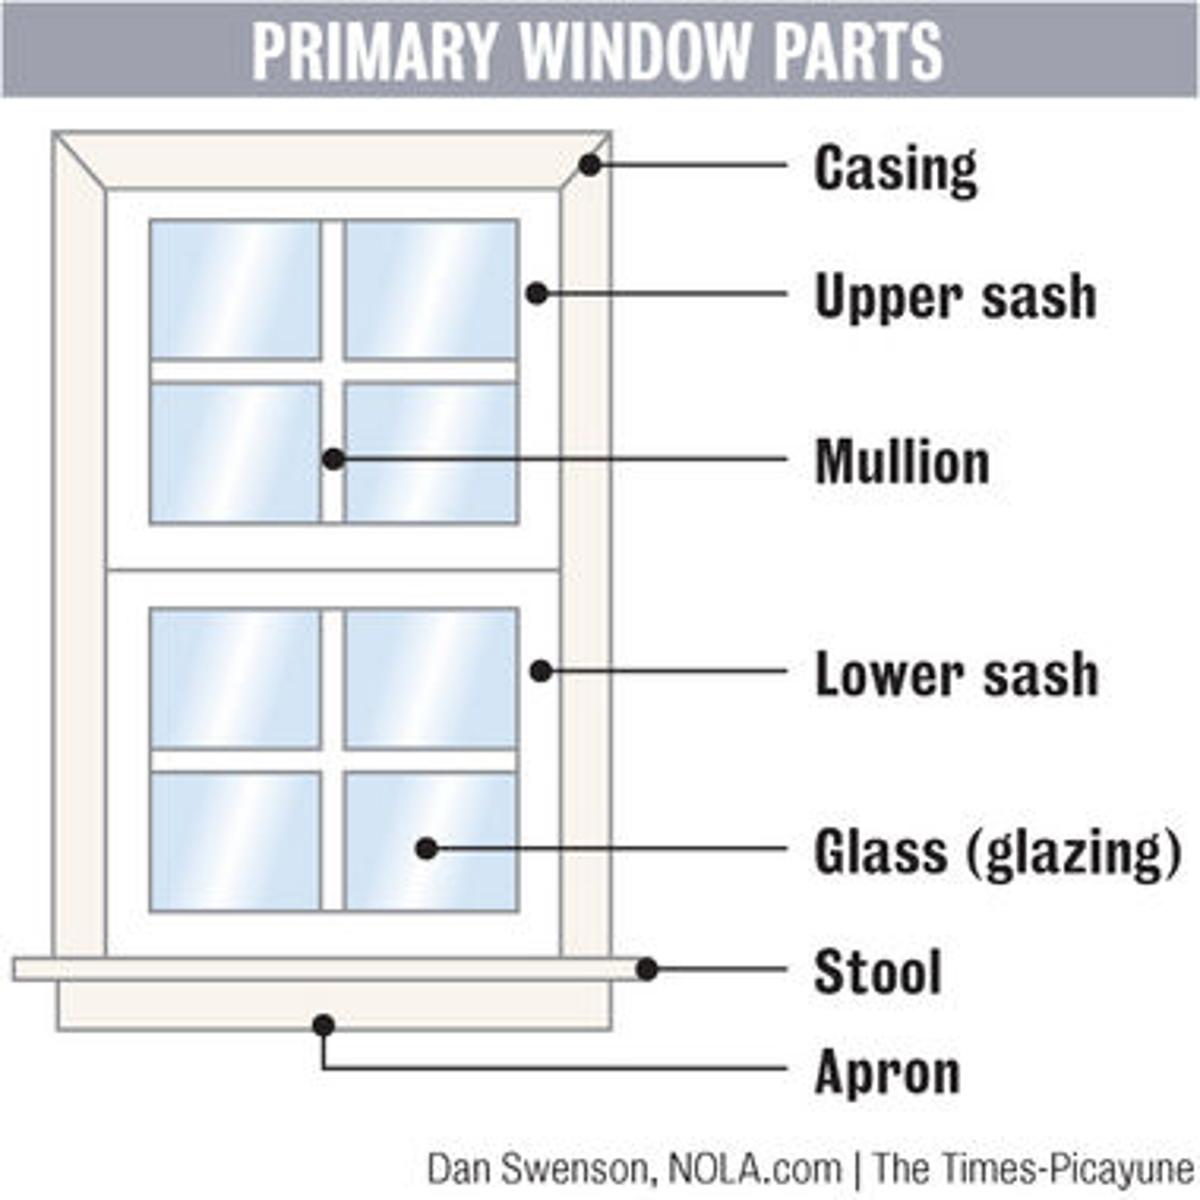 PRIMARY WINDOW PARTS
Casing
Upper sash
Mullion
Lower sash
Glass (glazing)
Stool
Apron
Dan Swenson, NOLA.com | The Times-Picayune